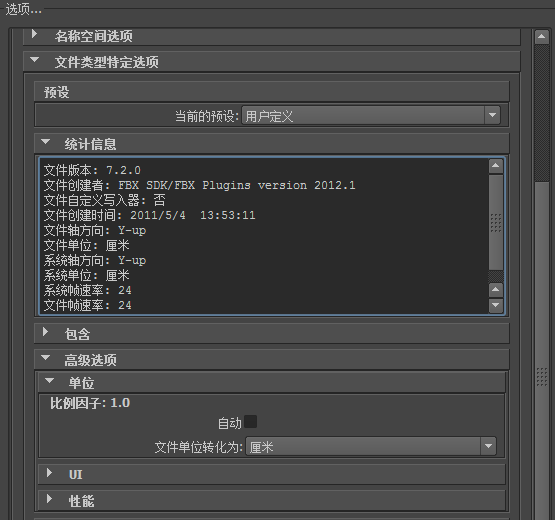 选项...
名称空间选项
文件类型特定选项
预设
当前的预设: 用户定义
统计信息
文件版本: 7.2.0
文件创建者: FBX SDK/FBX Plugins version 2012.1
文件自定义写入器: 否
文件创建时间: 2011/5/4  13:53:11
文件轴方向: Y-up
文件单位: 厘米
系统轴方向: Y-up
系统单位: 厘米
系统帧速率: 24
文件帧速率: 24
包含
高级选项
单位
比例因子: 1.0
自动
文件单位转化为: 厘米
UI
性能